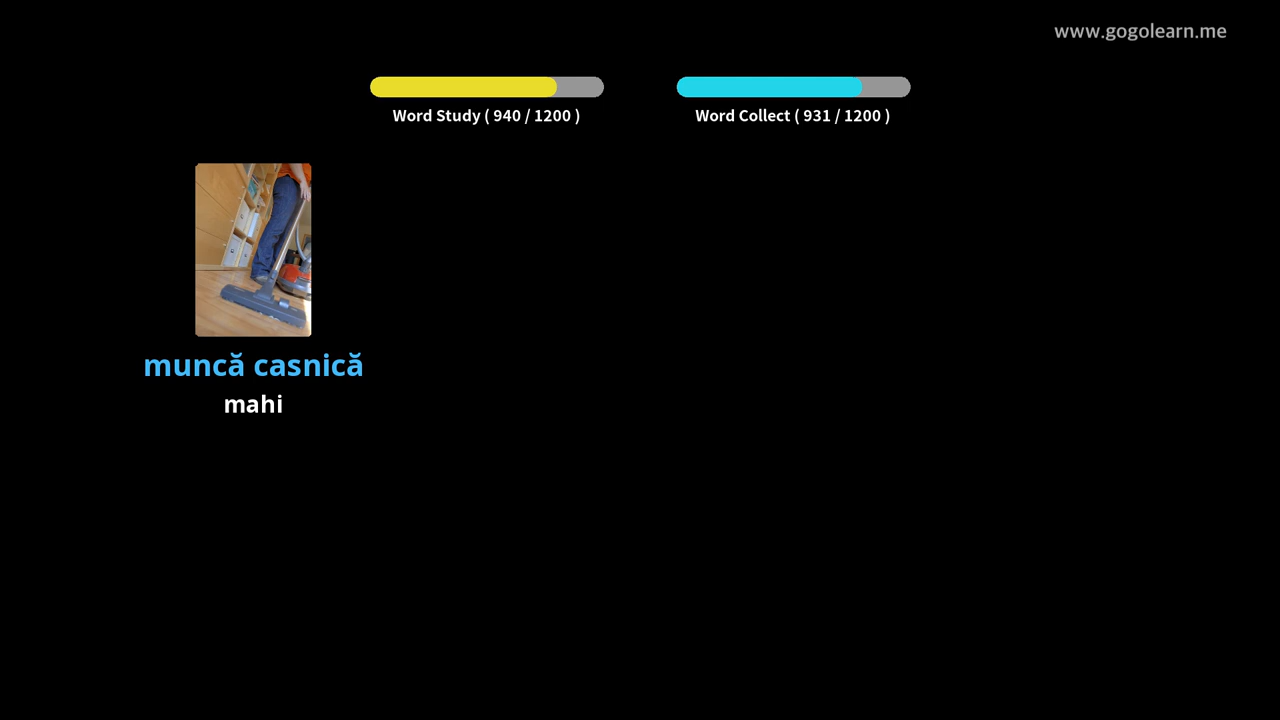 www.gogolearn.me
Word Study ( 940 / 1200 )
Word Collect ( 931 / 1200 )
muncă casnică
mahi